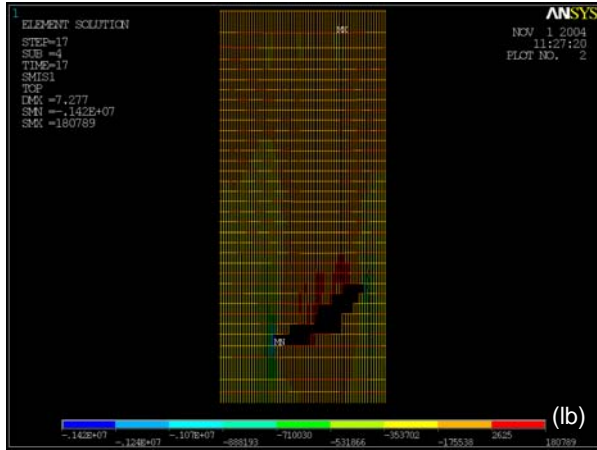 1
ELEMENT SOLUTION
STEP=17
SUB =4
TIME=17
SMIS1
TOP
DMX =7.277
SMN =-.142E+07
SMX =180789
ANSYS
NOV 1 2004
11:27:20
PLOT NO. 2
MX
MN
(lb)
-.142E+07 -.107E+07 -710030 -353702 2625
-.124E+07 -888193 -531866 -175538 180789